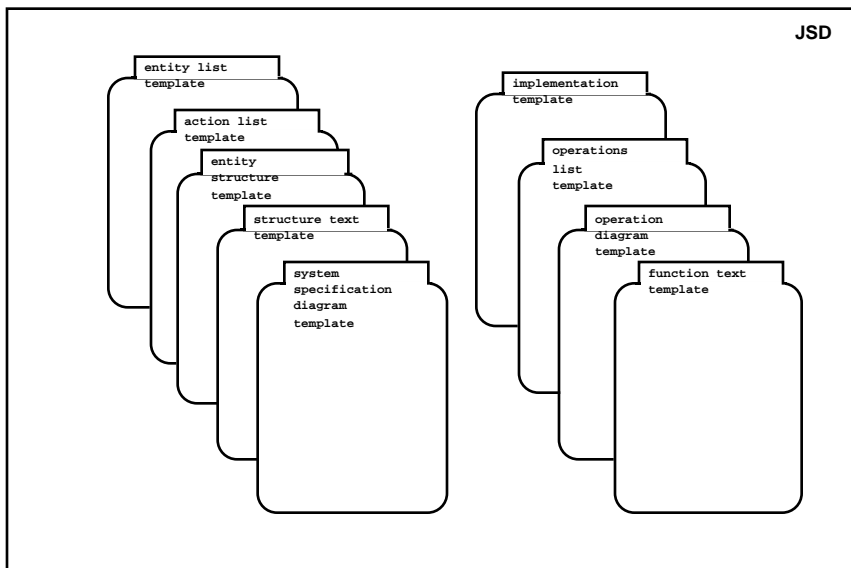 JSD
entity list
template
action list
template
entity
structure
template
structure text
template
system
specification
diagram
template
implementation
template
operations
list
template
operation
diagram
template
function text
template